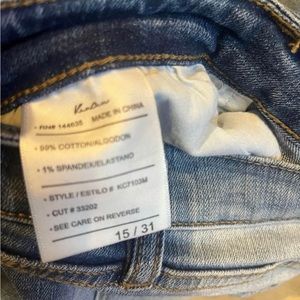 KanCan
• RN# 144635 MADE IN CHINA
• 99% COTTON/ALGODON
• 1% SPANDEX/ELASTANO
• STYLE / ESTILO # KC7103M
• CUT # 33202
• SEE CARE ON REVERSE
15 / 31